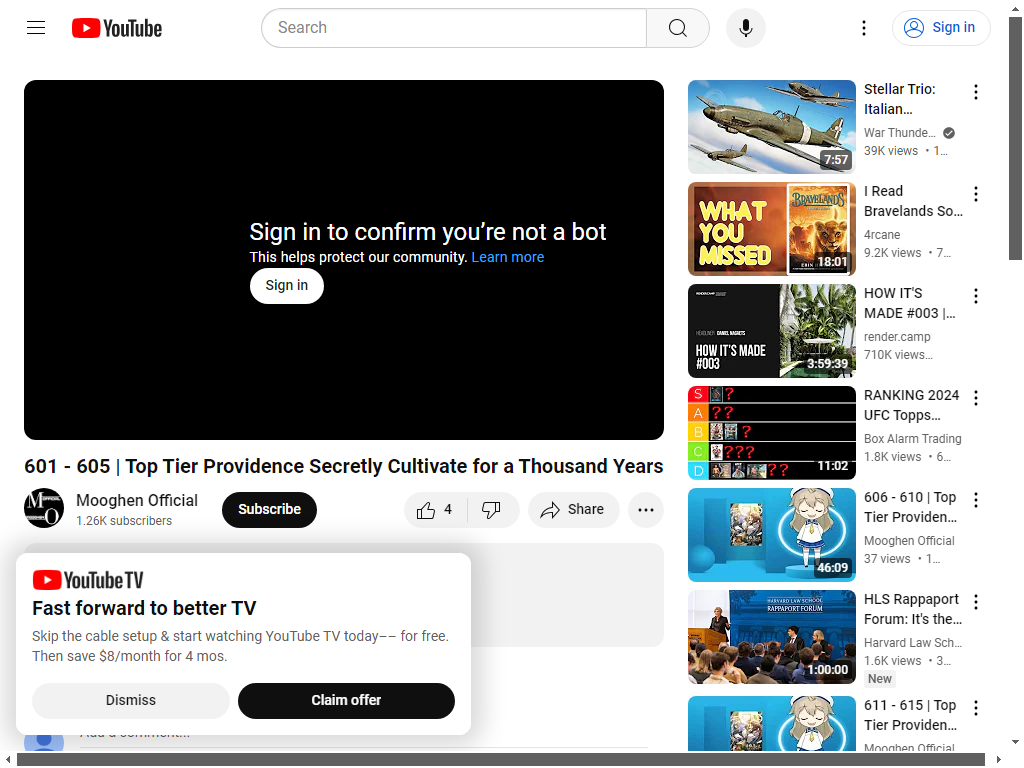 YouTube
Search
Sign in
Sign in to confirm you’re not a bot
This helps protect our community. Learn more
Sign in
601 - 605 | Top Tier Providence Secretly Cultivate for a Thousand Years
Mooghen Official
1.26K subscribers
Subscribe
4
Share
YouTube TV
Fast forward to better TV
Skip the cable setup & start watching YouTube TV today–– for free.
Then save $8/month for 4 mos.
Dismiss
Claim offer
Add a comment...
7:57
Stellar Trio:
Italian…
War Thunde…
39K views • 1…
WHAT
YOU
MISSED
BRAVELANDS
18:01
I Read
Bravelands So…
4rcane
9.2K views • 7…
HEADLINER: DANIEL MAGNETS
HOW IT'S MADE
#003
3:59:39
HOW IT'S
MADE #003 |…
render.camp
710K views…
S ?
A ? ?
B ?
C ? ? ?
D ? ?
11:02
RANKING 2024
UFC Topps…
Box Alarm Trading
1.8K views • 6…
46:09
606 - 610 | Top
Tier Providen…
Mooghen Official
37 views • 1…
HARVARD LAW SCHOOL
RAPPAPORT FORUM
1:00:00
HLS Rappaport
Forum: It's the…
Harvard Law Sch…
1.6K views • 3…
New
611 - 615 | Top
Tier Providen…
Mooghen Official